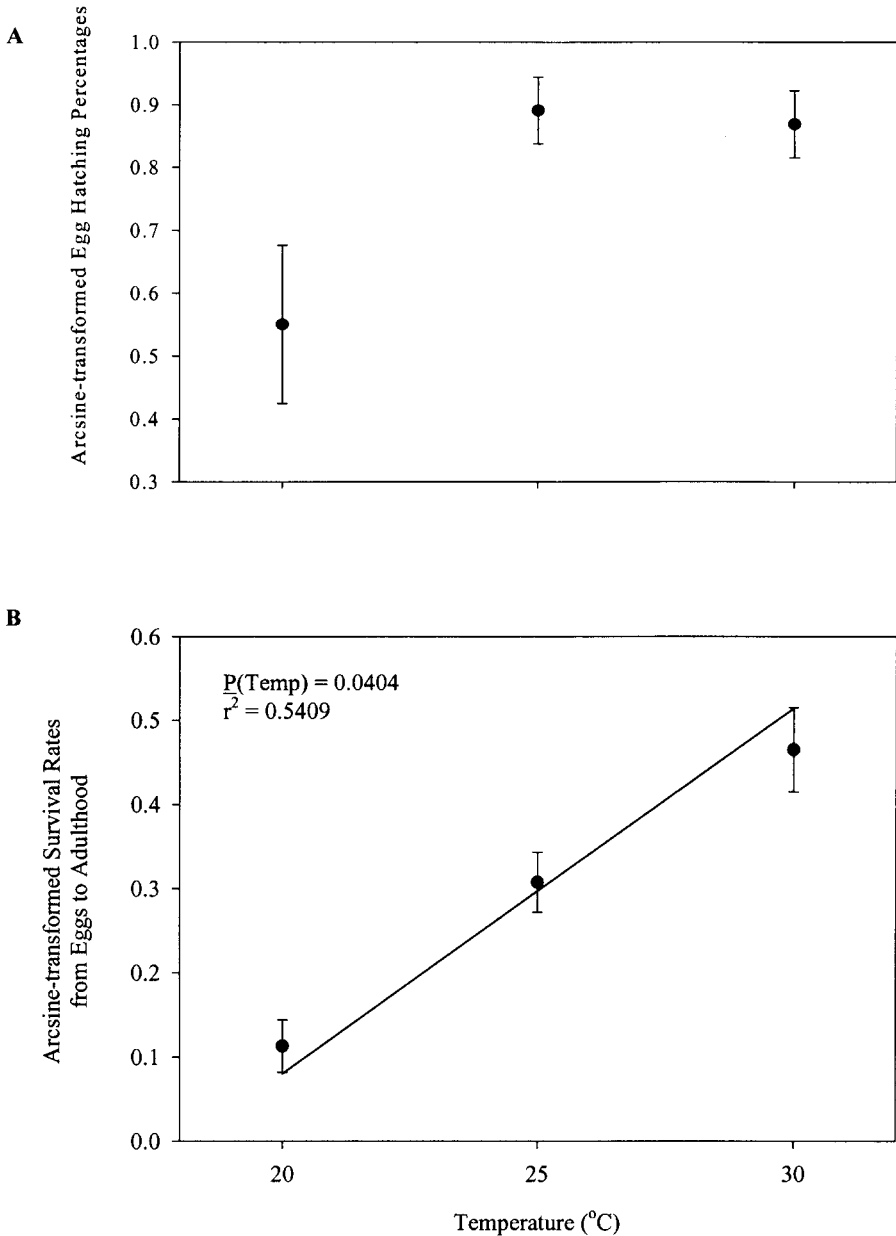 A
Arcsine-transformed Egg Hatching Percentages
1.0
0.9
0.8
0.7
0.6
0.5
0.4
0.3
B
Arcsine-transformed Survival Rates
from Eggs to Adulthood
0.6
0.5
0.4
0.3
0.2
0.1
0.0
P(Temp) = 0.0404
r² = 0.5409
20 25 30
Temperature (°C)